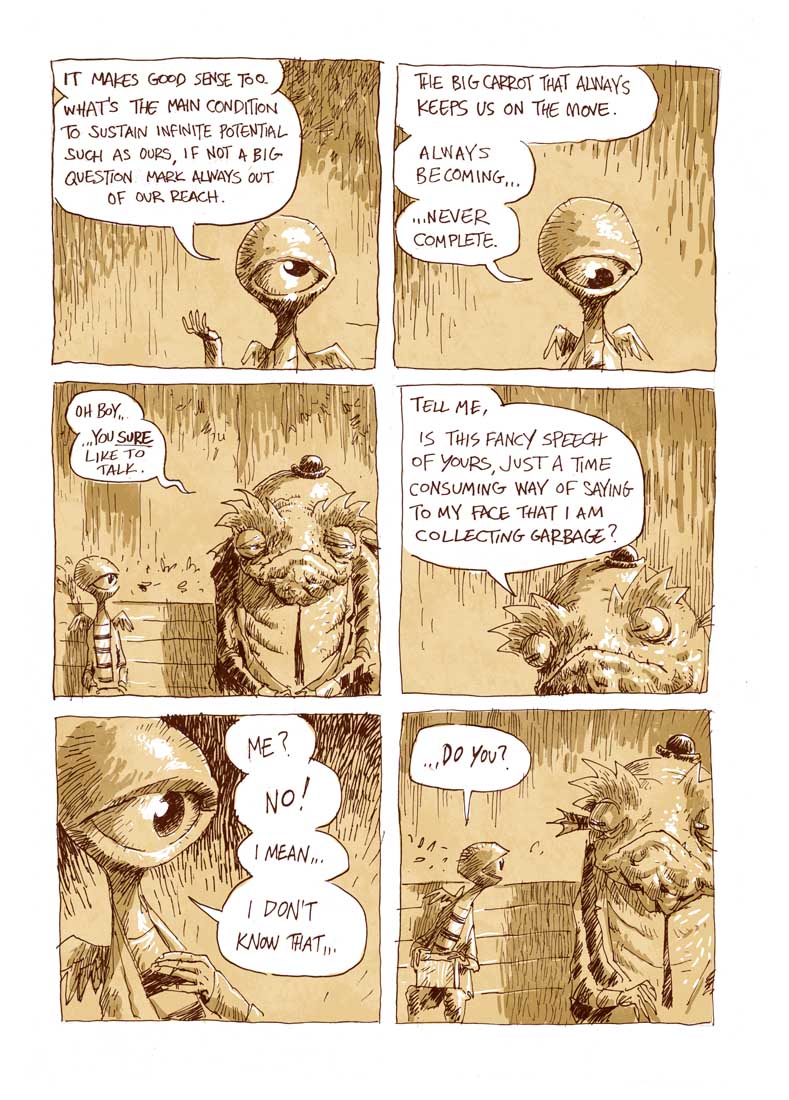 IT MAKES GOOD SENSE TOO.
WHAT'S THE MAIN CONDITION
TO SUSTAIN INFINITE POTENTIAL
SUCH AS OURS, IF NOT A BIG
QUESTION MARK ALWAYS OUT
OF OUR REACH.
THE BIG CARROT THAT ALWAYS
KEEPS US ON THE MOVE.
ALWAYS
BECOMING...
...NEVER
COMPLETE.
OH BOY...
...YOU SURE
LIKE TO
TALK.
TELL ME,
IS THIS FANCY SPEECH
OF YOURS, JUST A TIME
CONSUMING WAY OF SAYING
TO MY FACE THAT I AM
COLLECTING GARBAGE?
ME?
NO!
I MEAN...
I DON'T
KNOW THAT...
...DO YOU?